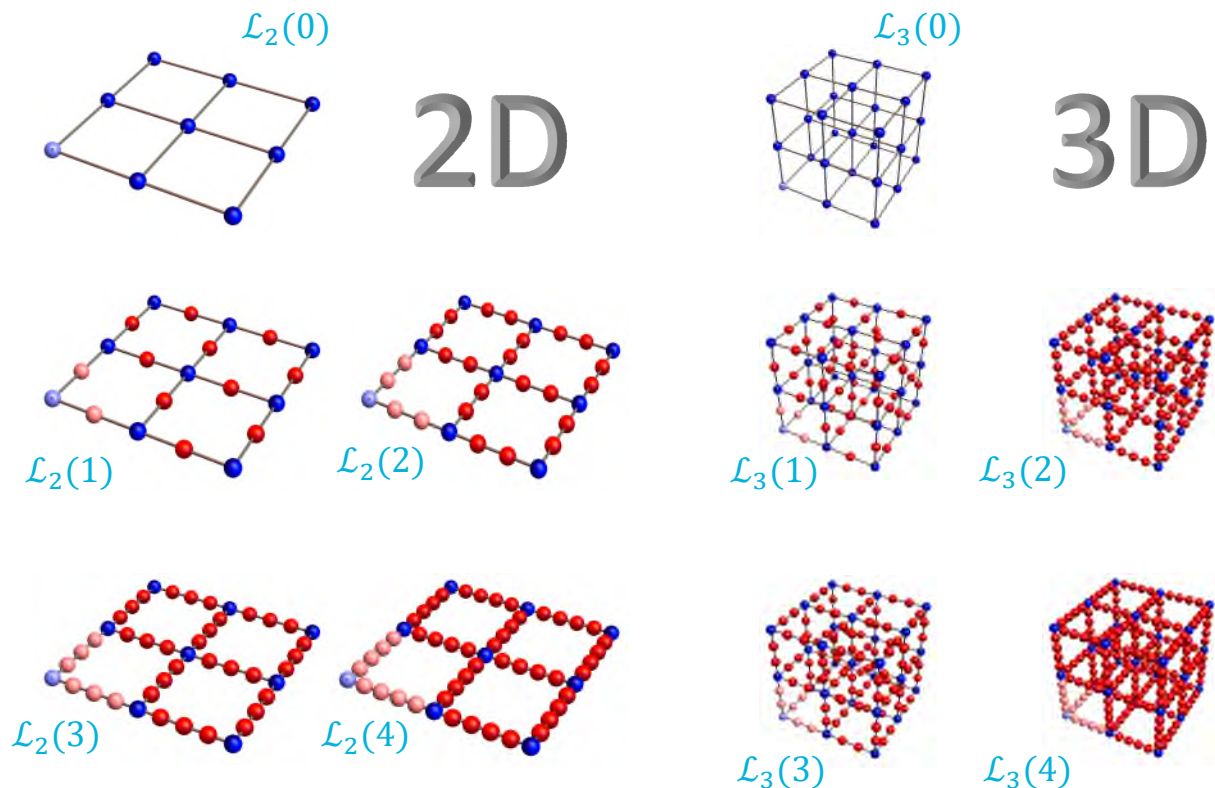 ℒ₂(0)
ℒ₃(0)
2D
3D
ℒ₂(1)
ℒ₂(2)
ℒ₃(1)
ℒ₃(2)
ℒ₂(3)
ℒ₂(4)
ℒ₃(3)
ℒ₃(4)